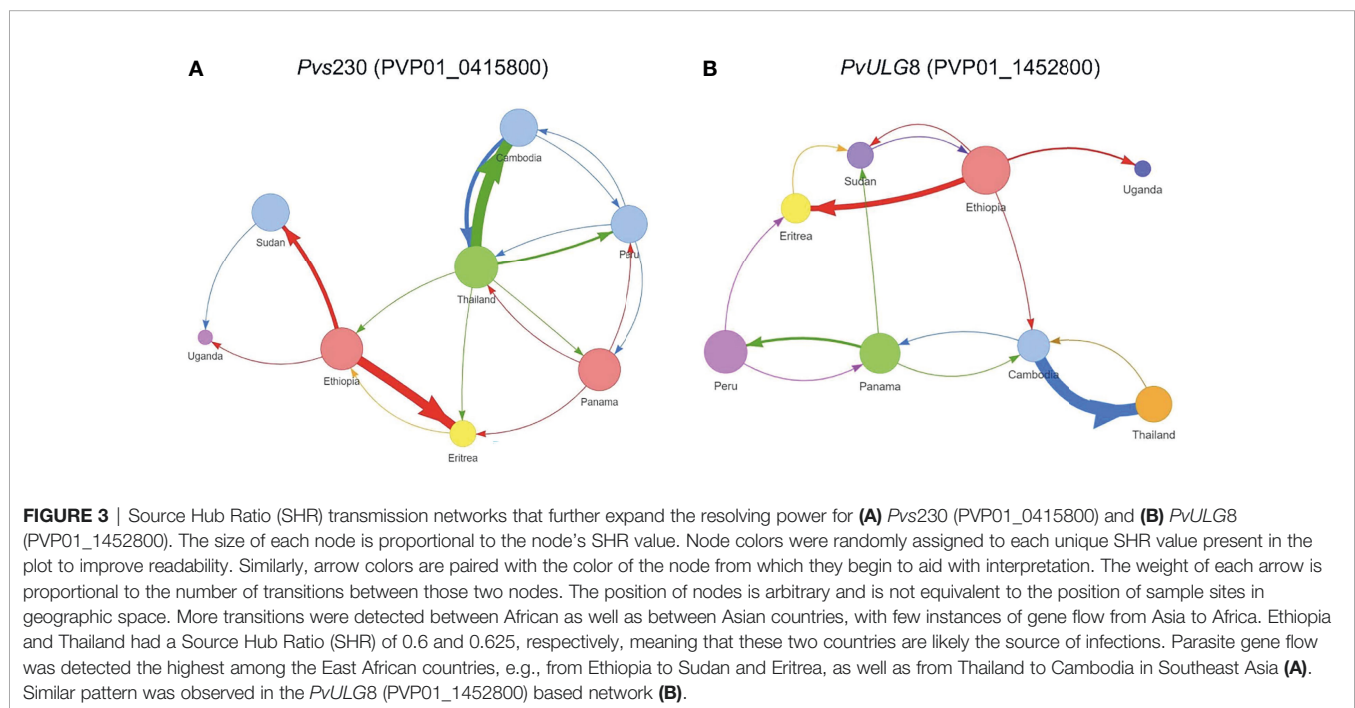 A
Pvs230 (PVP01_0415800)
B
PvULG8 (PVP01_1452800)
Cambodia
Sudan
Peru
Thailand
Uganda
Ethiopia
Panama
Eritrea
Sudan
Ethiopia
Uganda
Eritrea
Peru
Panama
Cambodia
Thailand
FIGURE 3 | Source Hub Ratio (SHR) transmission networks that further expand the resolving power for (A) Pvs230 (PVP01_0415800) and (B) PvULG8
(PVP01_1452800). The size of each node is proportional to the node's SHR value. Node colors were randomly assigned to each unique SHR value present in the
plot to improve readability. Similarly, arrow colors are paired with the color of the node from which they begin to aid with interpretation. The weight of each arrow is
proportional to the number of transitions between those two nodes. The position of nodes is arbitrary and is not equivalent to the position of sample sites in
geographic space. More transitions were detected between African as well as between Asian countries, with few instances of gene flow from Asia to Africa. Ethiopia
and Thailand had a Source Hub Ratio (SHR) of 0.6 and 0.625, respectively, meaning that these two countries are likely the source of infections. Parasite gene flow
was detected the highest among the East African countries, e.g., from Ethiopia to Sudan and Eritrea, as well as from Thailand to Cambodia in Southeast Asia (A).
Similar pattern was observed in the PvULG8 (PVP01_1452800) based network (B).